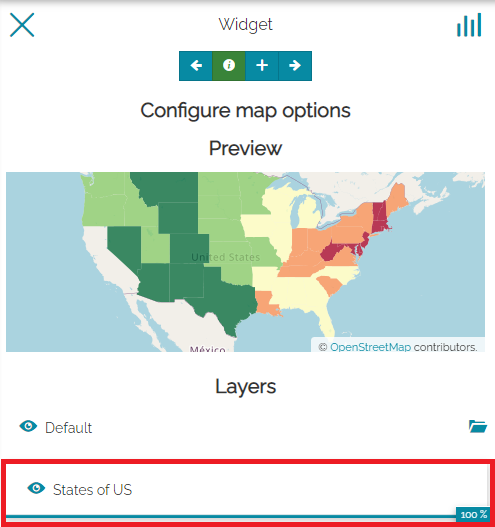 Widget
Configure map options
Preview
United States
México
© OpenStreetMap contributors.
Layers
Default
States of US
100 %